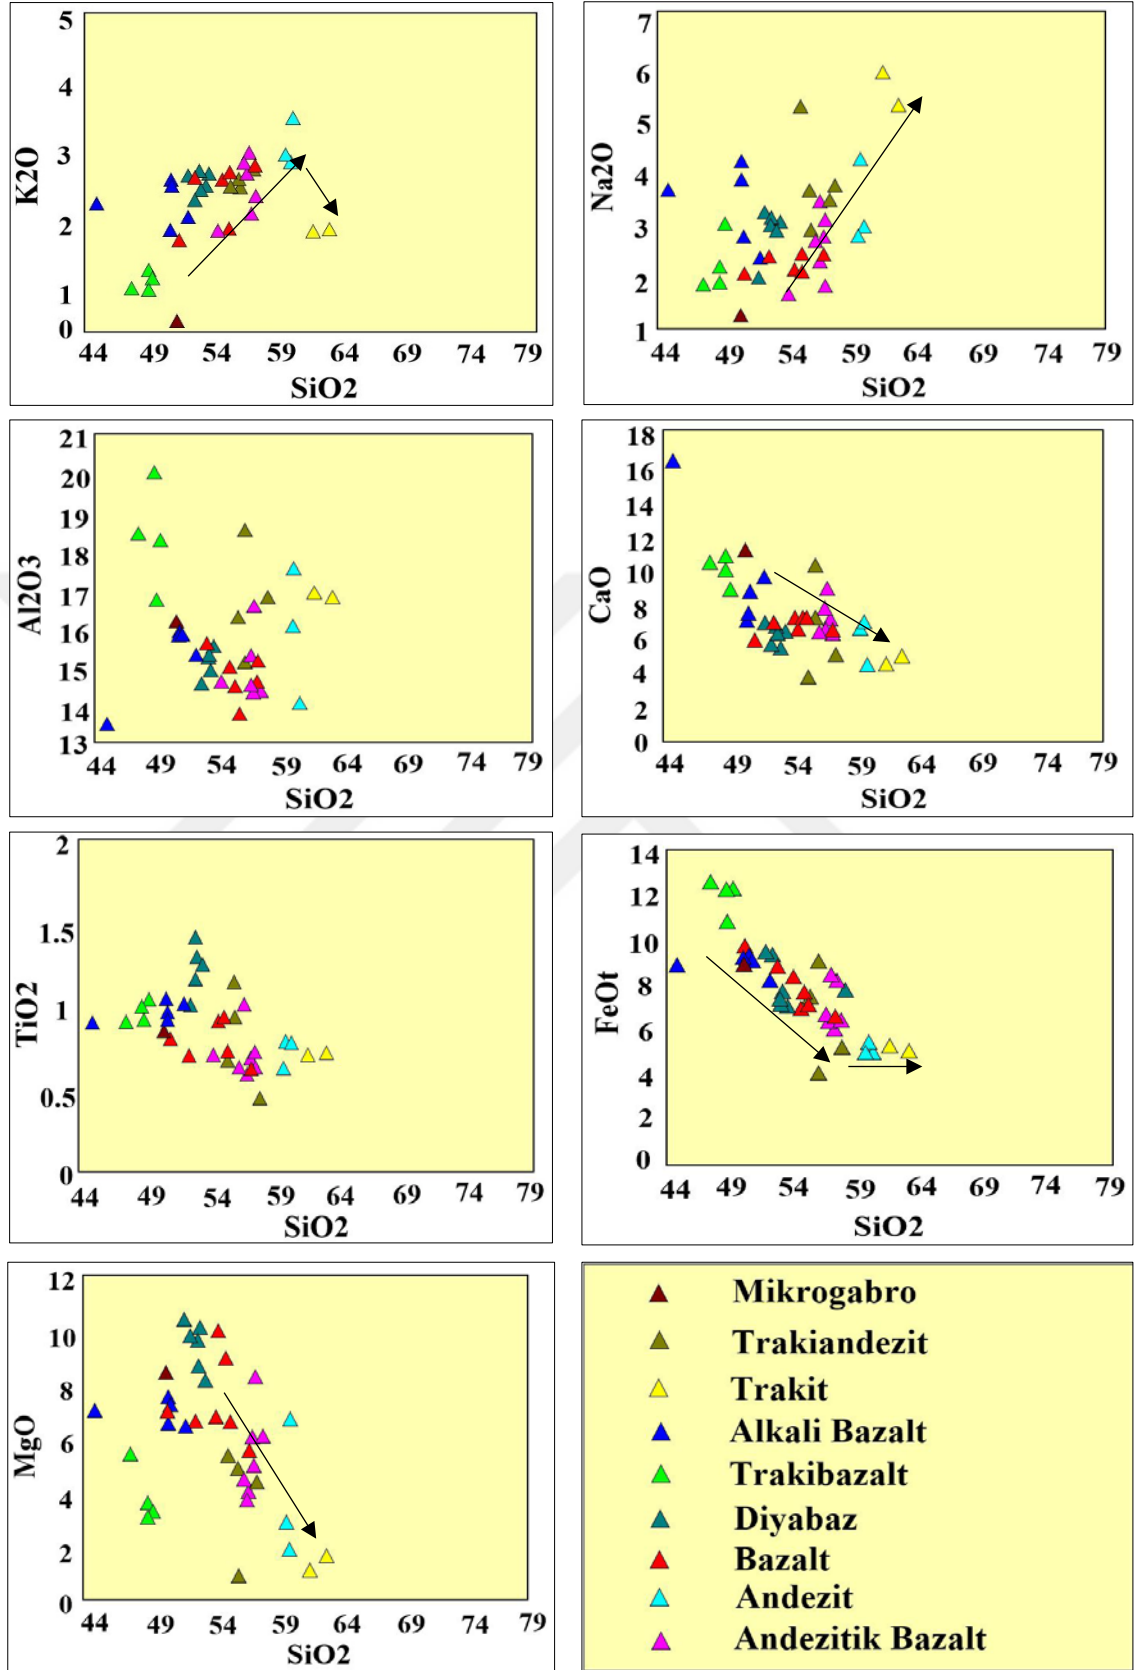 5
4
3
2
1
0
K2O
44 49 54 59 64 69 74 79
SiO2
7
6
5
4
3
2
1
Na2O
44 49 54 59 64 69 74 79
SiO2
21
20
19
18
17
16
15
14
13
Al2O3
44 49 54 59 64 69 74 79
SiO2
18
16
14
12
10
8
6
4
2
0
CaO
44 49 54 59 64 69 74 79
SiO2
2
1.5
1
0.5
0
TiO2
44 49 54 59 64 69 74 79
SiO2
14
12
10
8
6
4
2
0
FeOt
44 49 54 59 64 69 74 79
SiO2
12
10
8
6
4
2
0
MgO
44 49 54 59 64 69 74 79
SiO2
Mikrogabro
Trakiandezit
Trakit
Alkali Bazalt
Trakibazalt
Diyabaz
Bazalt
Andezit
Andezitik Bazalt